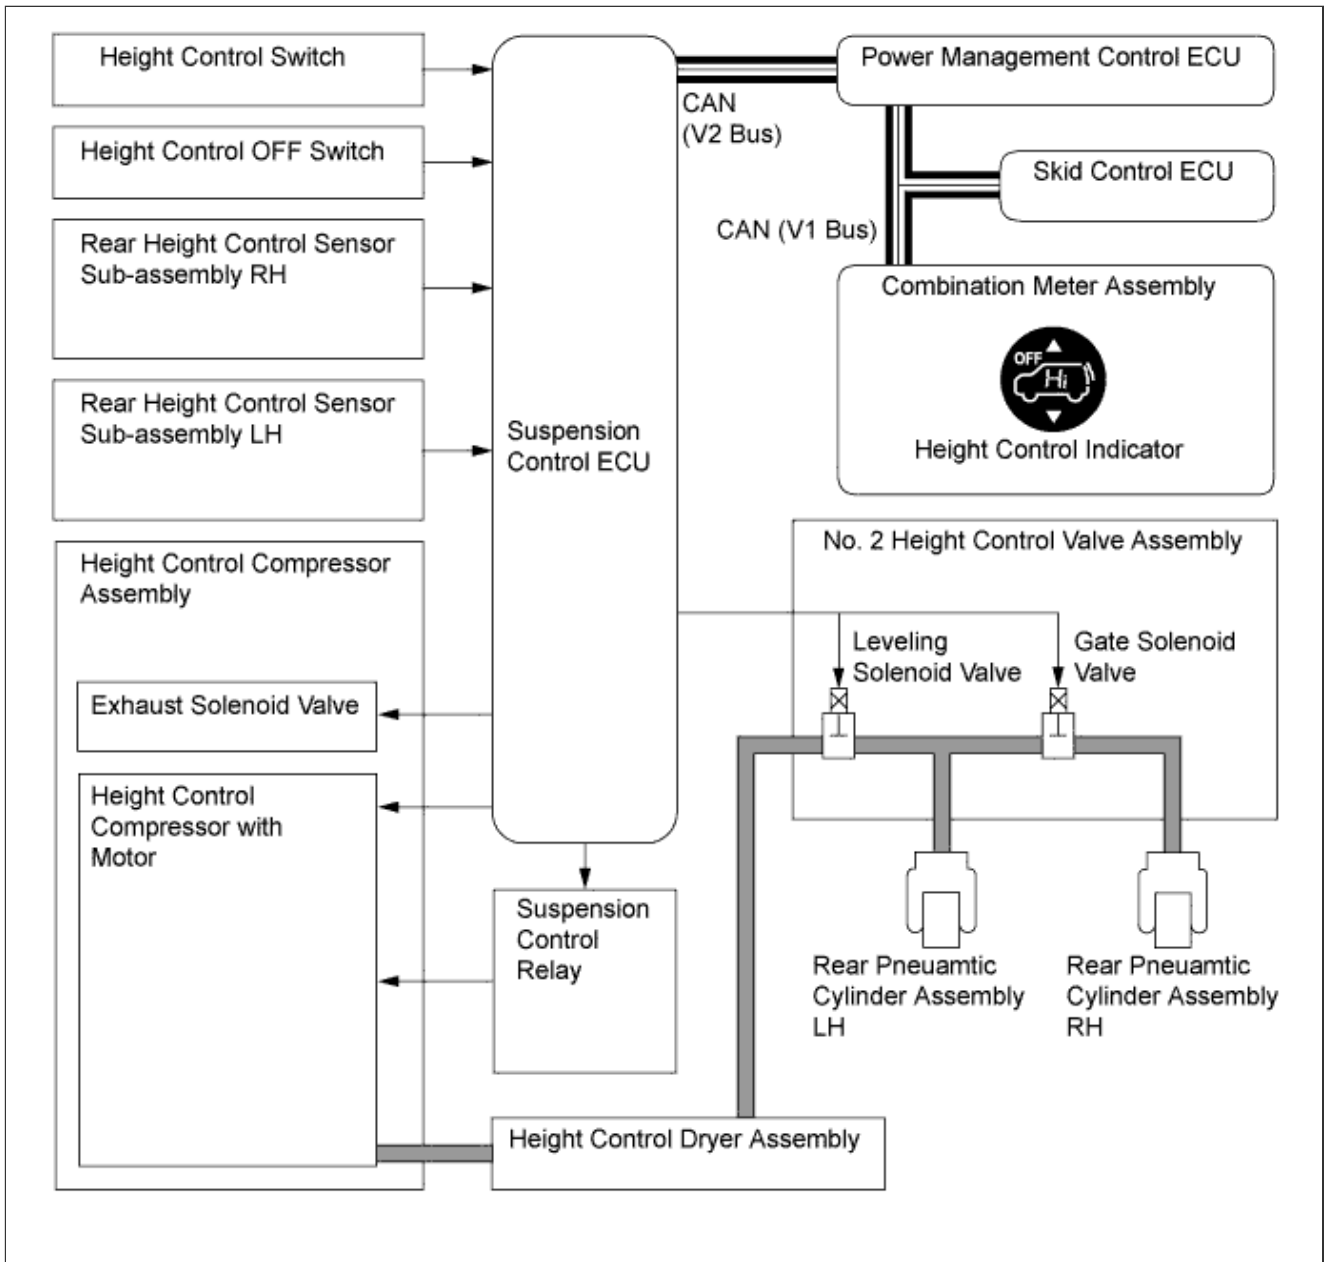 Height Control Switch
Height Control OFF Switch
Rear Height Control Sensor
Sub-assembly RH
Rear Height Control Sensor
Sub-assembly LH
Height Control Compressor
Assembly
Exhaust Solenoid Valve
Height Control
Compressor with
Motor
Suspension
Control ECU
Suspension
Control
Relay
Height Control Dryer Assembly
CAN
(V2 Bus)
Power Management Control ECU
Skid Control ECU
CAN (V1 Bus)
Combination Meter Assembly
OFF
Hi
Height Control Indicator
No. 2 Height Control Valve Assembly
Leveling
Solenoid Valve
Gate Solenoid
Valve
Rear Pneuamtic
Cylinder Assembly
LH
Rear Pneuamtic
Cylinder Assembly
RH